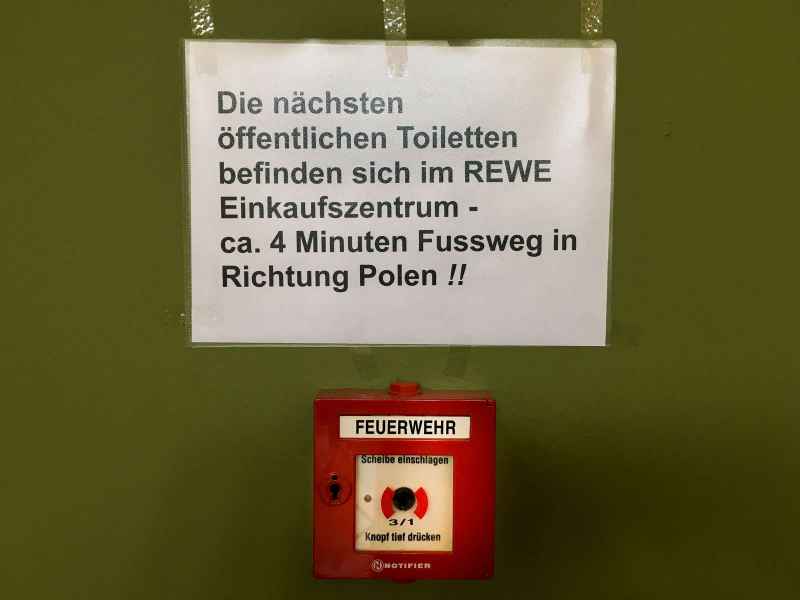 Die nächsten
öffentlichen Toiletten
befinden sich im REWE
Einkaufszentrum -
ca. 4 Minuten Fussweg in
Richtung Polen !!
FEUERWEHR
Scheibe einschlagen
3/1
Knopf tief drücken
N NOTIFIER